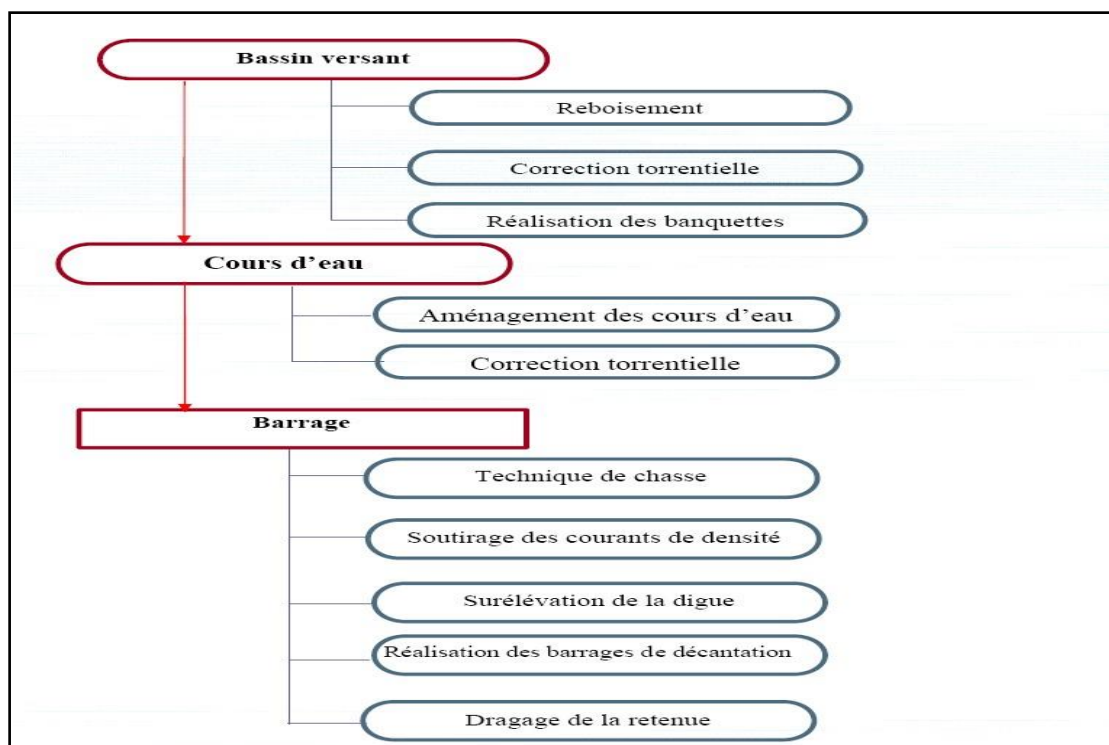 Bassin versant
Reboisement
Correction torrentielle
Réalisation des banquettes
Cours d’eau
Aménagement des cours d’eau
Correction torrentielle
Barrage
Technique de chasse
Soutirage des courants de densité
Surélévation de la digue
Réalisation des barrages de décantation
Dragage de la retenue